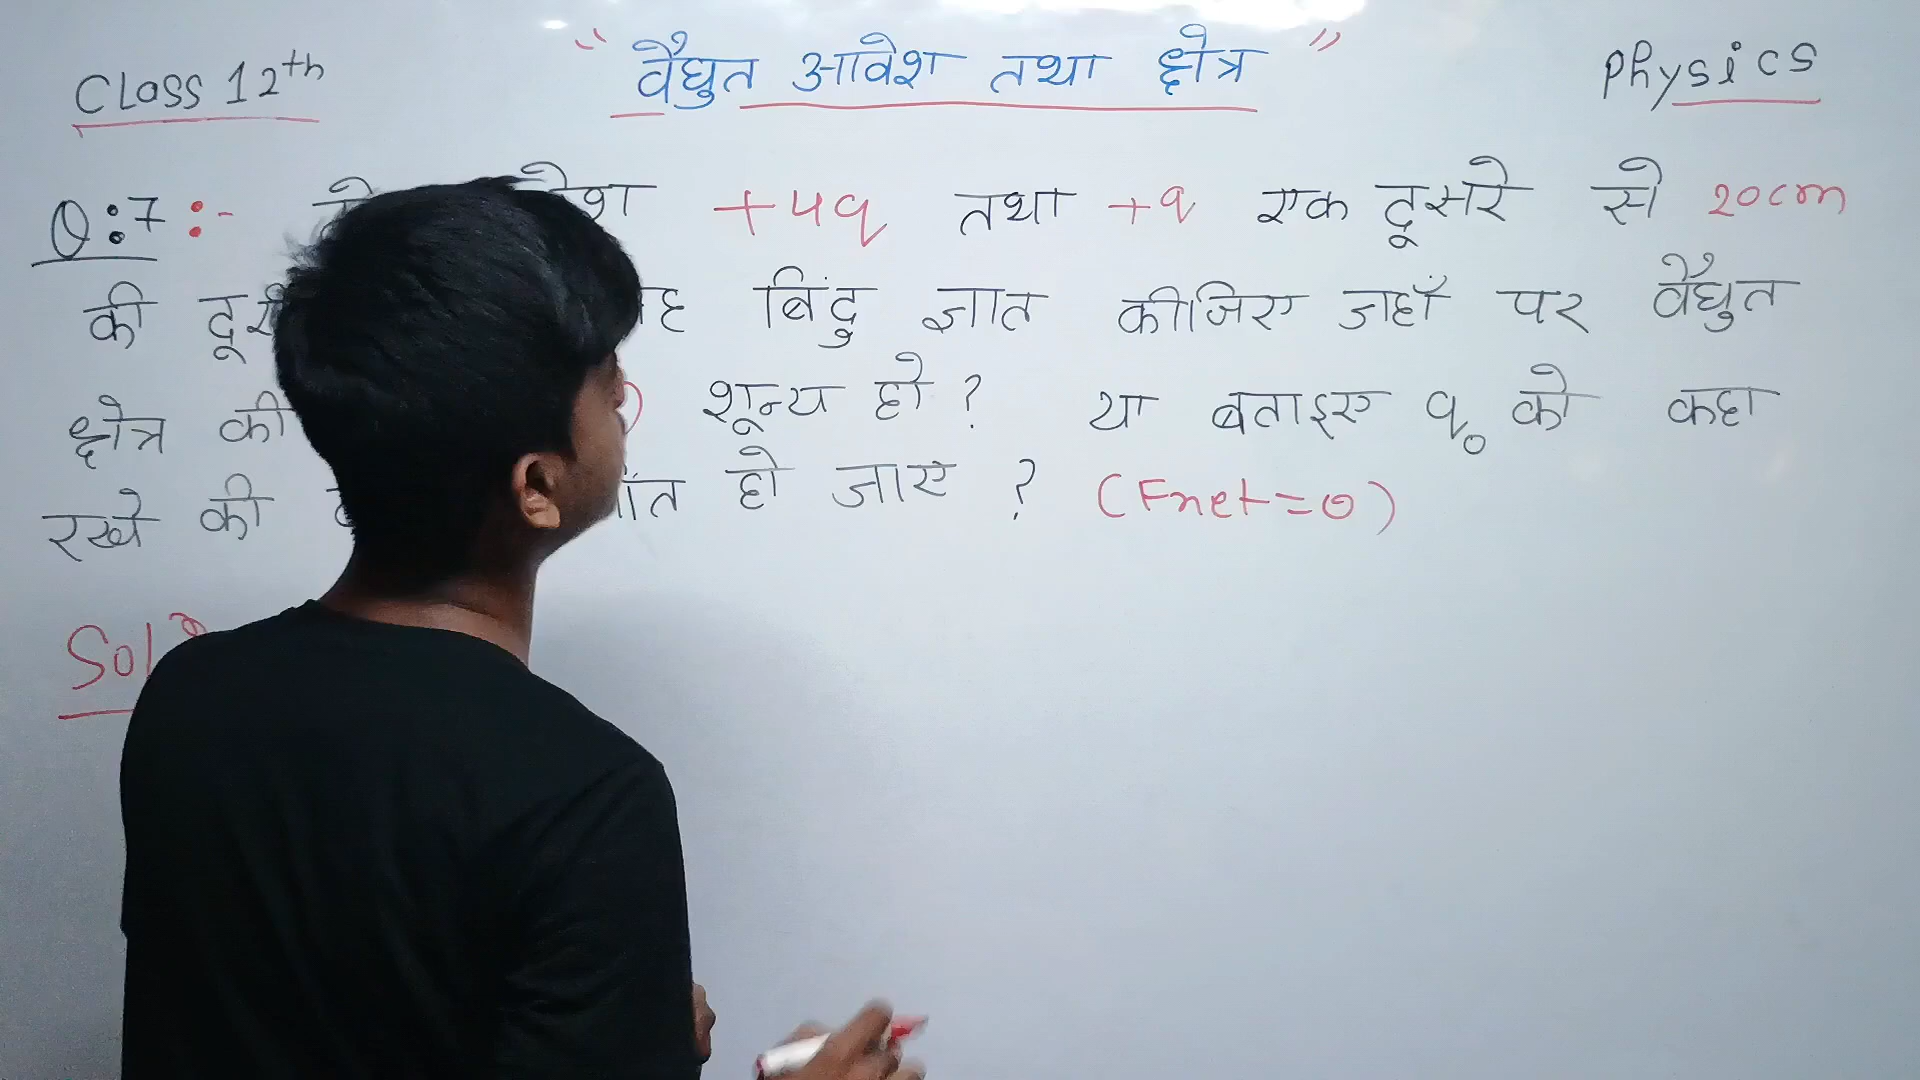 Class 12th
" वैद्युत आवेश तथा क्षेत्र "
Physics
Q:7:- +4q तथा +q एक दूसरे से 20cm
की बिंदु ज्ञात कीजिए जहाँ पर वैद्युत
क्षेत्र की शून्य हो ? या बताइए q₀ को कहा
रखे की हो जाए ? (Fnet=0)